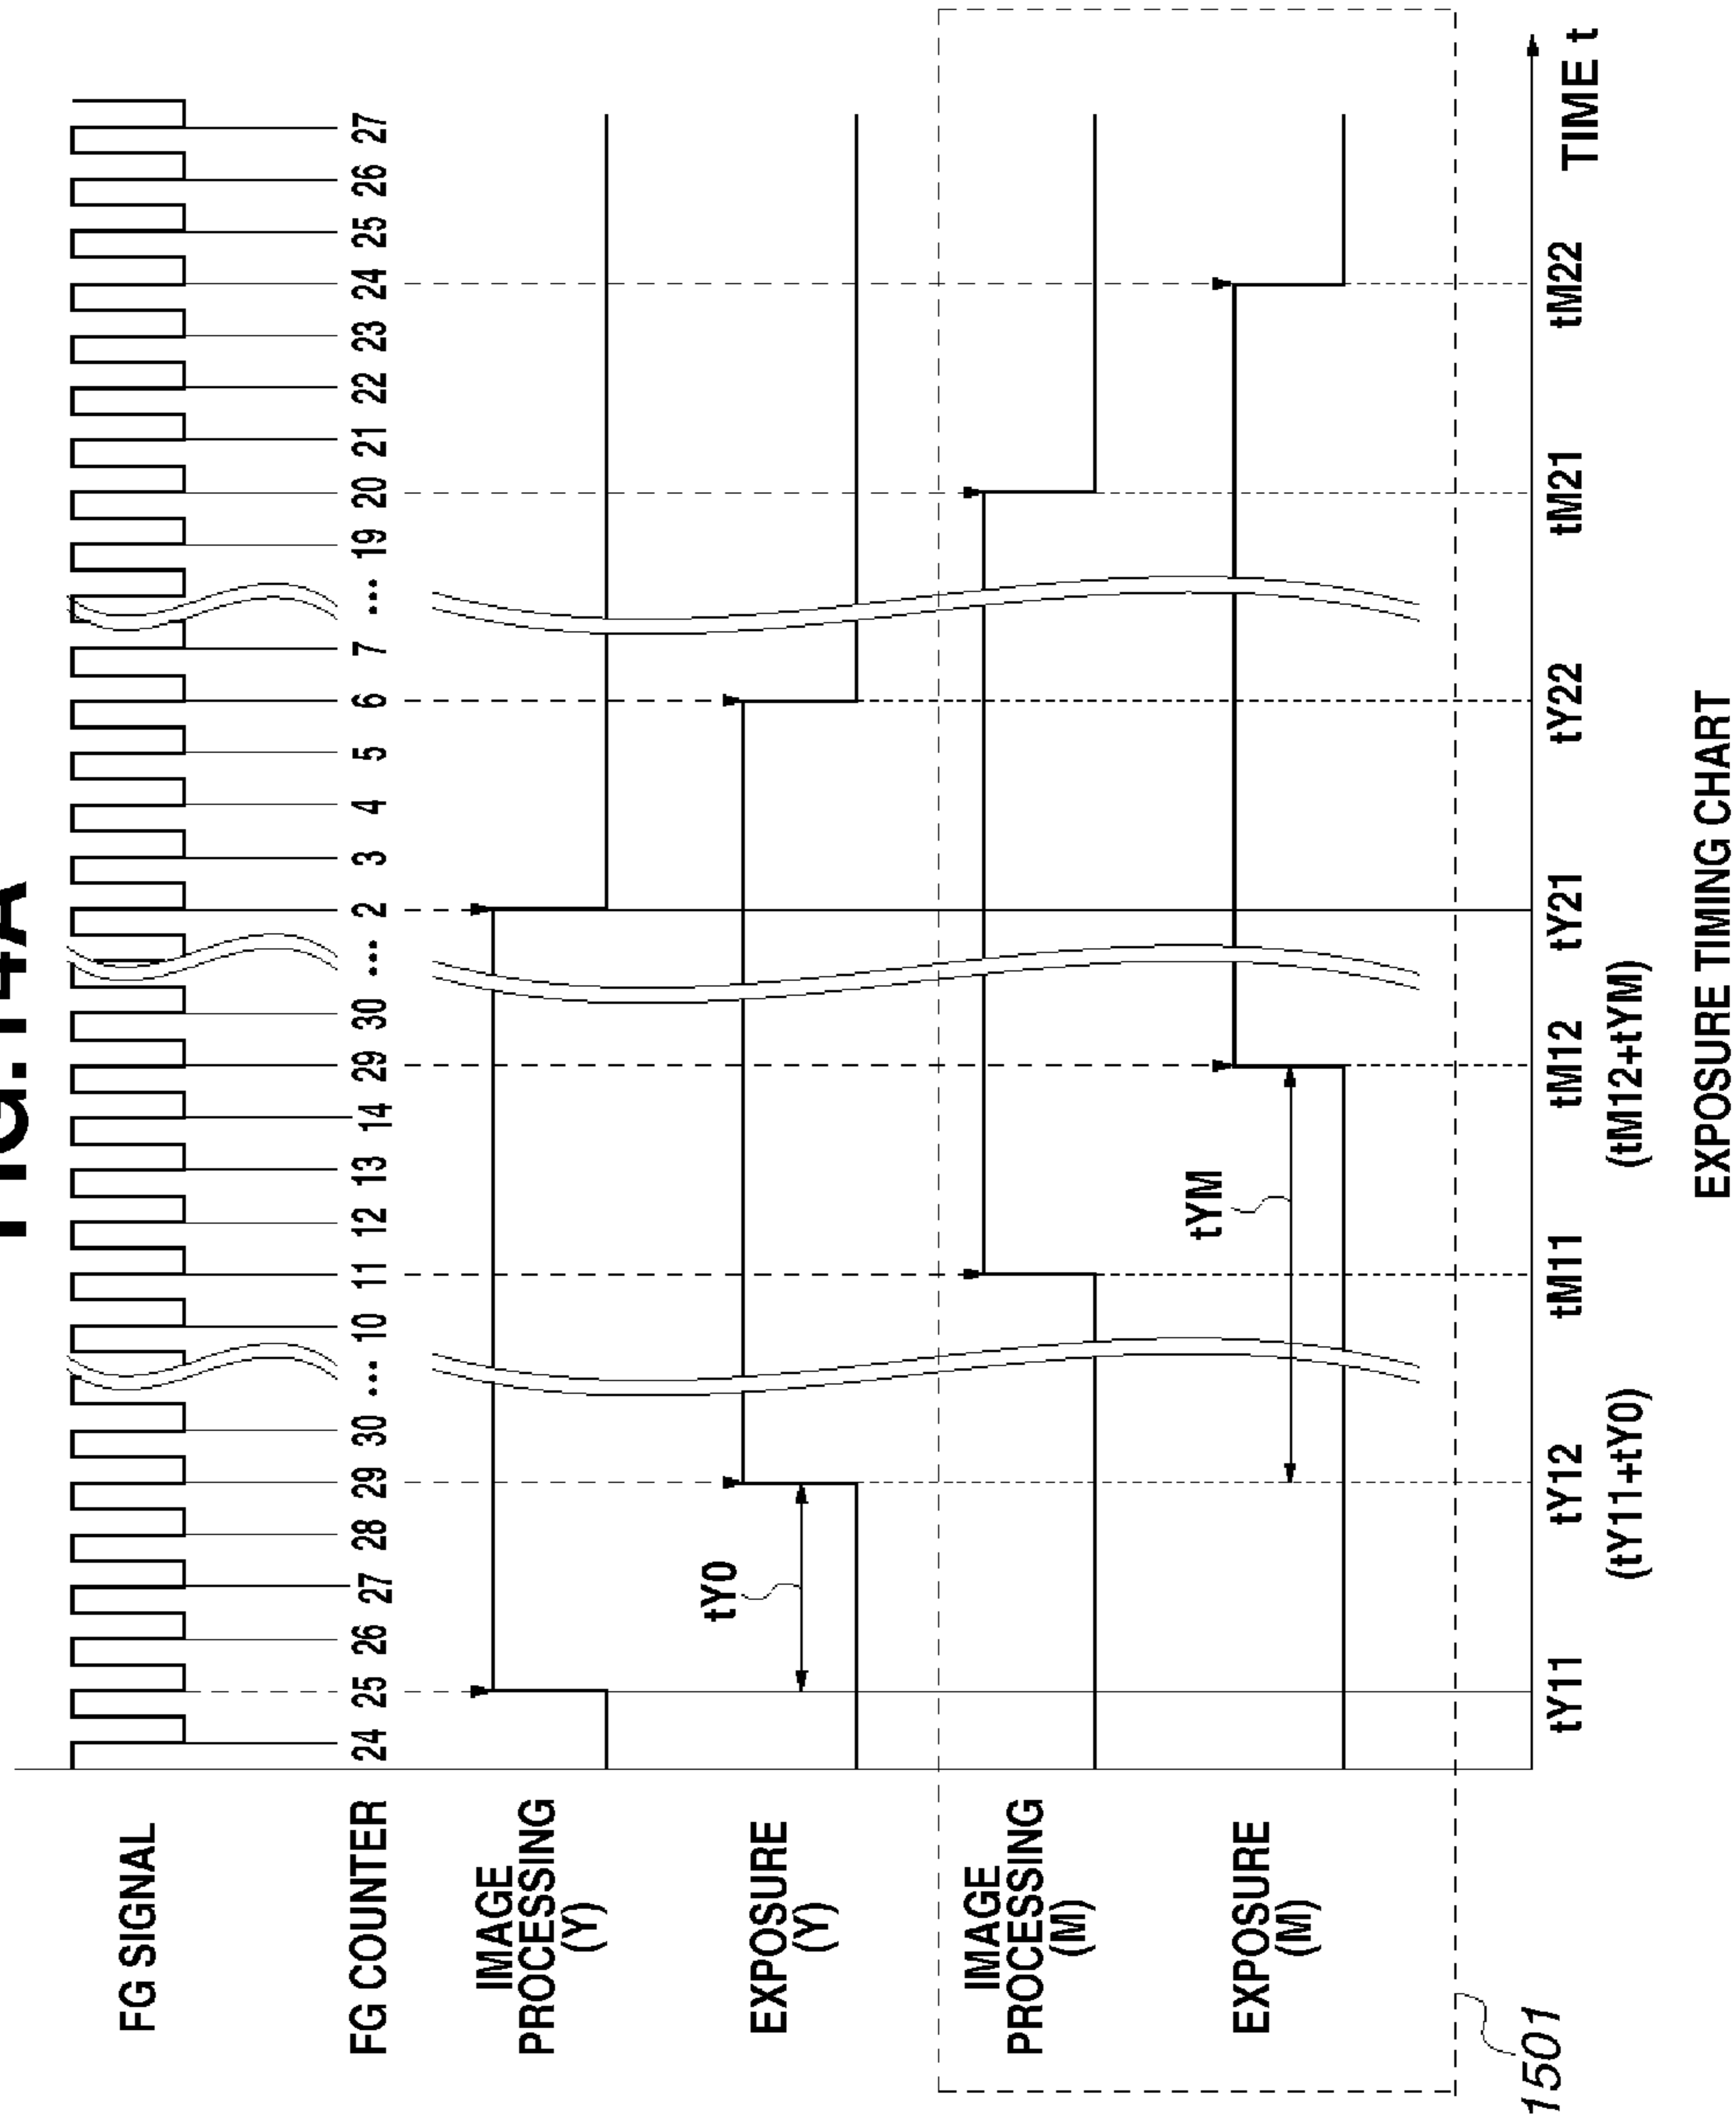 FG SIGNAL
FG COUNTER 24 25 26 27 28 29 30 ... 10 11 12 13 14 29 30 ... 2 3 4 5 6 7 ... 19 20 21 22 23 24 25 26 27
IMAGE
PROCESSING
(Y)
tY0
EXPOSURE
(Y)
IMAGE
PROCESSING
(M)
tYM
EXPOSURE
(M)
1501
tY11 tY12 tM11 tM12 tY21 tY22 tM21 tM22 TIME t
(tY11+tY0) (tM12+tYM)
EXPOSURE TIMING CHART